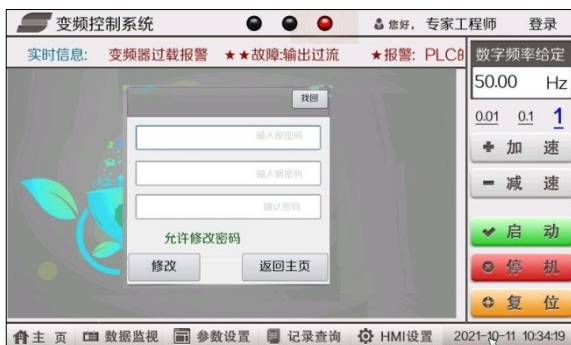 变频控制系统 您好, 专家工程师 登录
实时信息: 变频器过载报警 ★★故障:输出过流 ★报警: PLC
数字频率给定
50.00 Hz
0.01 0.1 1
加 速
减 速
启 动
停 机
复 位
找回
输入原密码
输入新密码
确认密码
允许修改密码
修改 返回主页
主 页 数据监视 参数设置 记录查询 HMI设置 2021-10-11 10:34:19